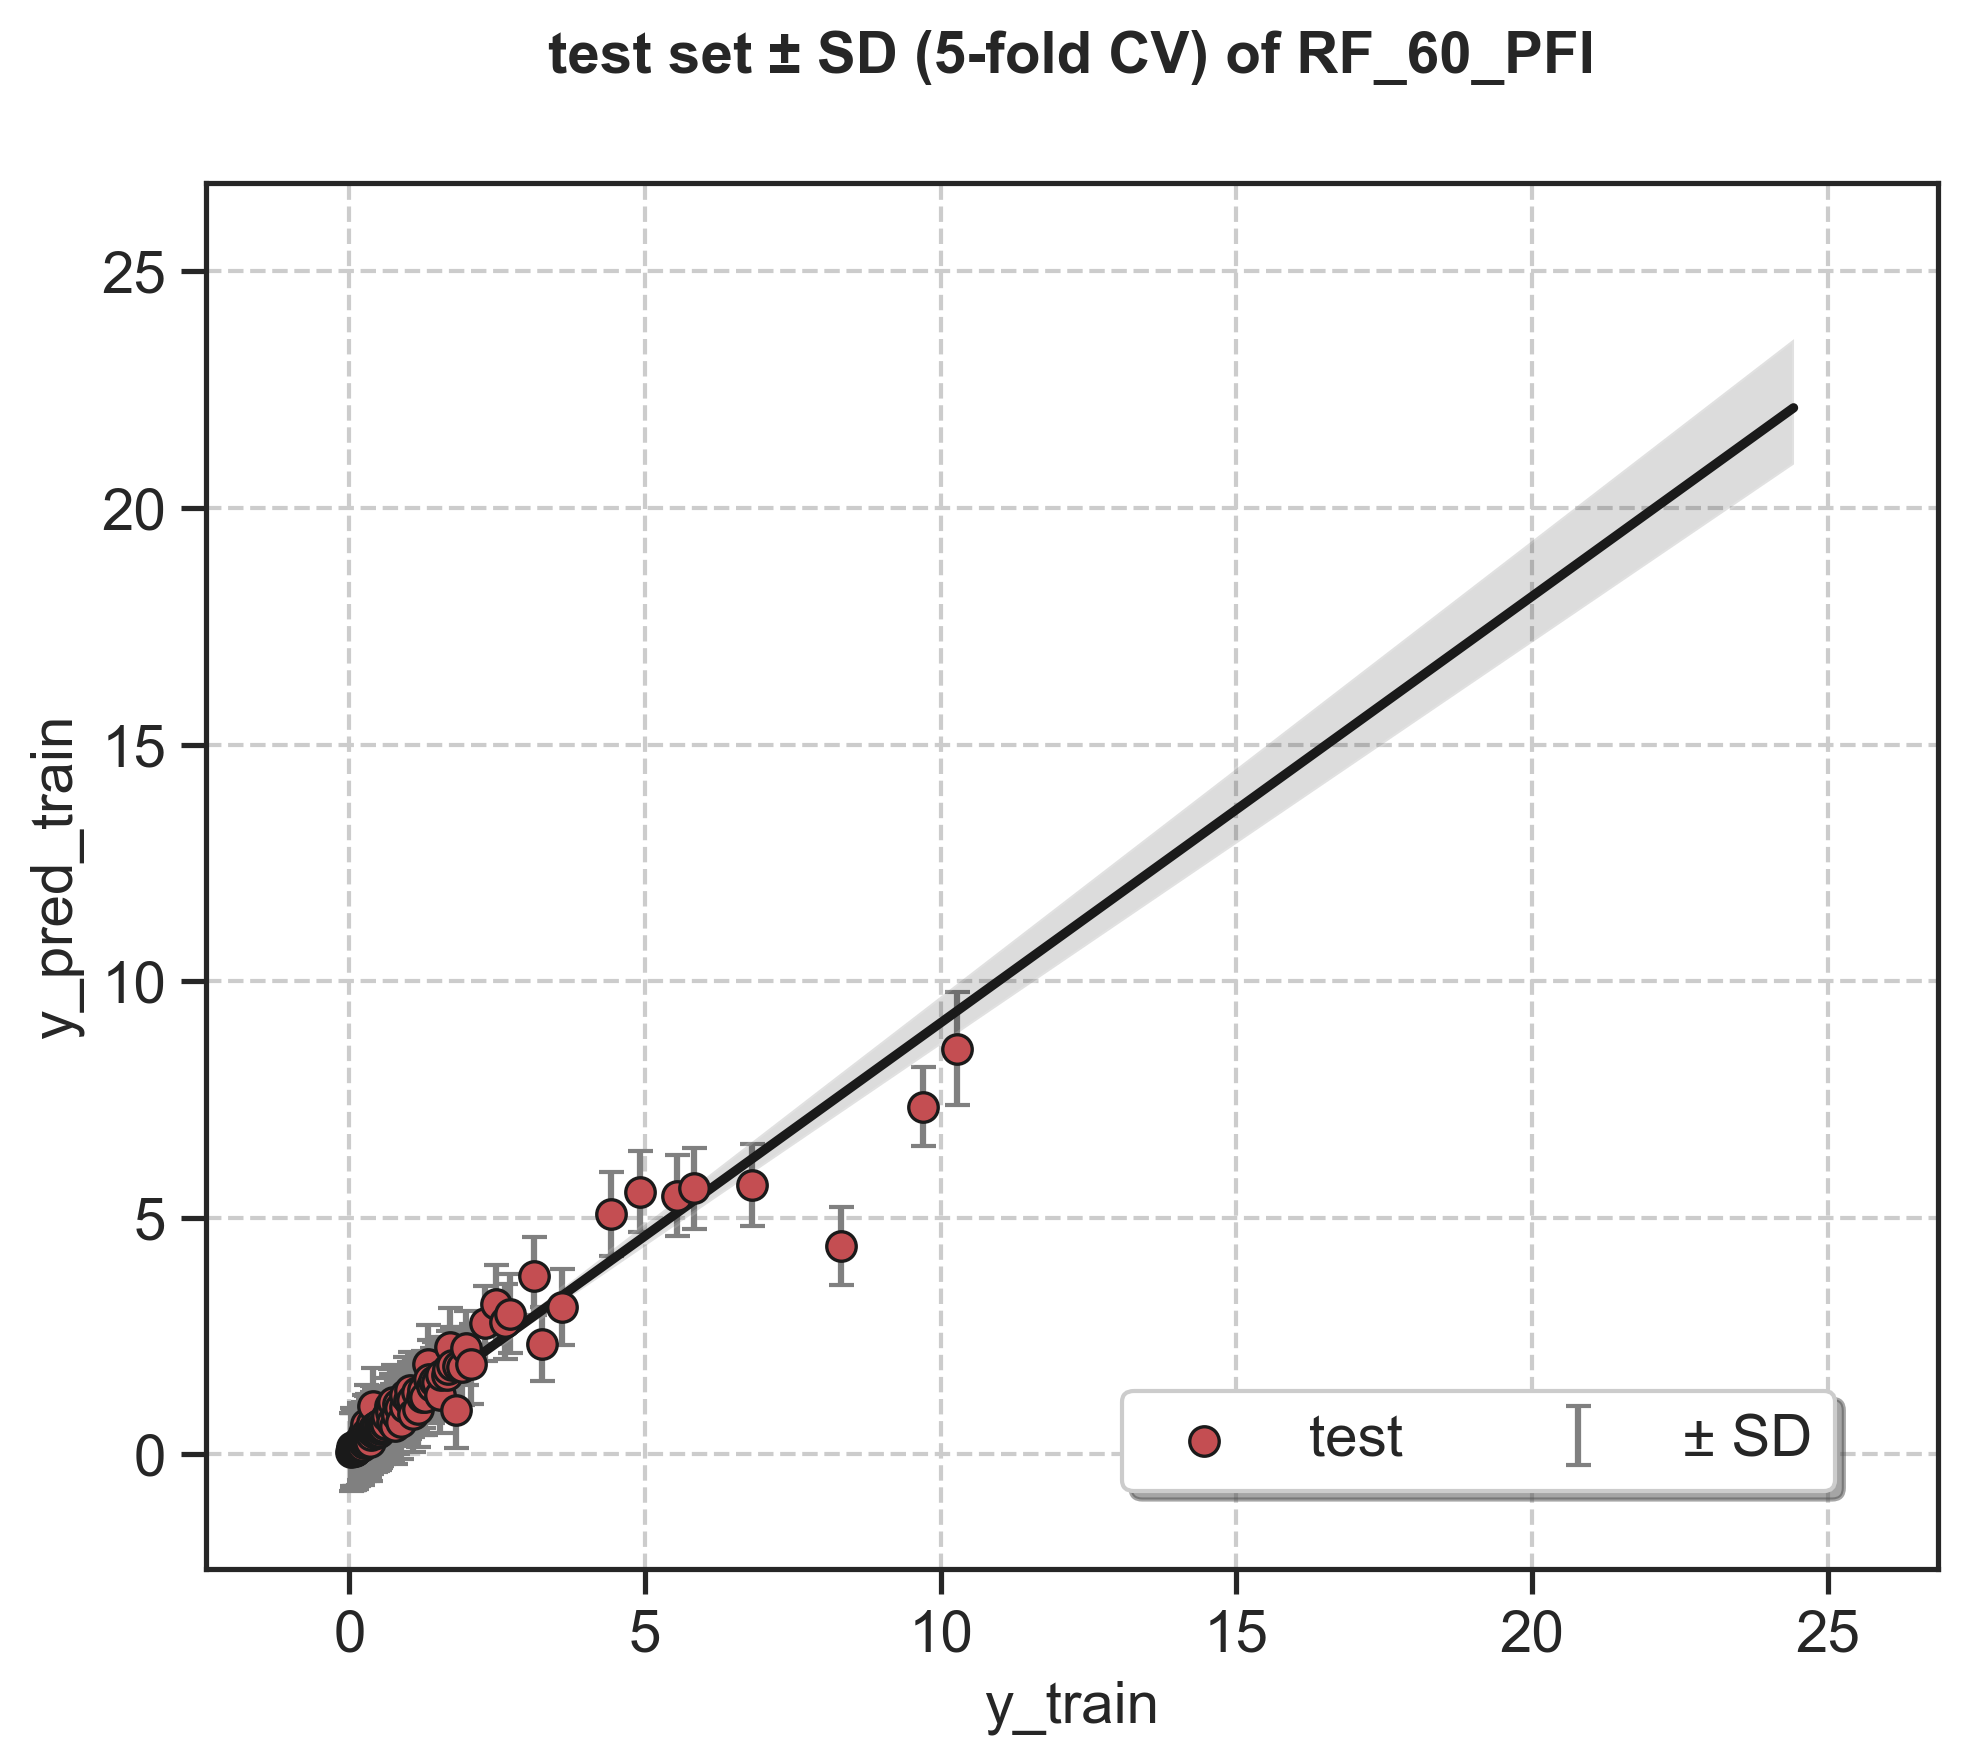 test set ± SD (5-fold CV) of RF_60_PFI
25
20
15
10
5
0
y_pred_train
test ± SD
0 5 10 15 20 25
y_train